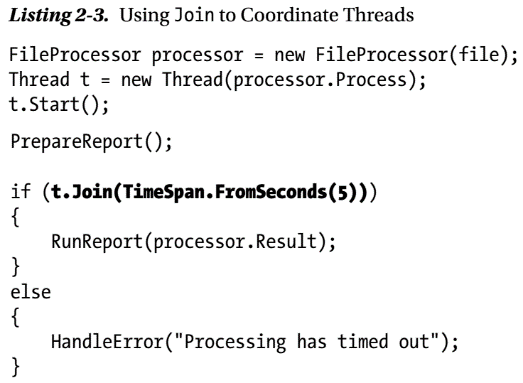 Listing 2-3. Using Join to Coordinate Threads
FileProcessor processor = new FileProcessor(file);
Thread t = new Thread(processor.Process);
t.Start();
PrepareReport();
if (t.Join(TimeSpan.FromSeconds(5)))
{
    RunReport(processor.Result);
}
else
{
    HandleError("Processing has timed out");
}